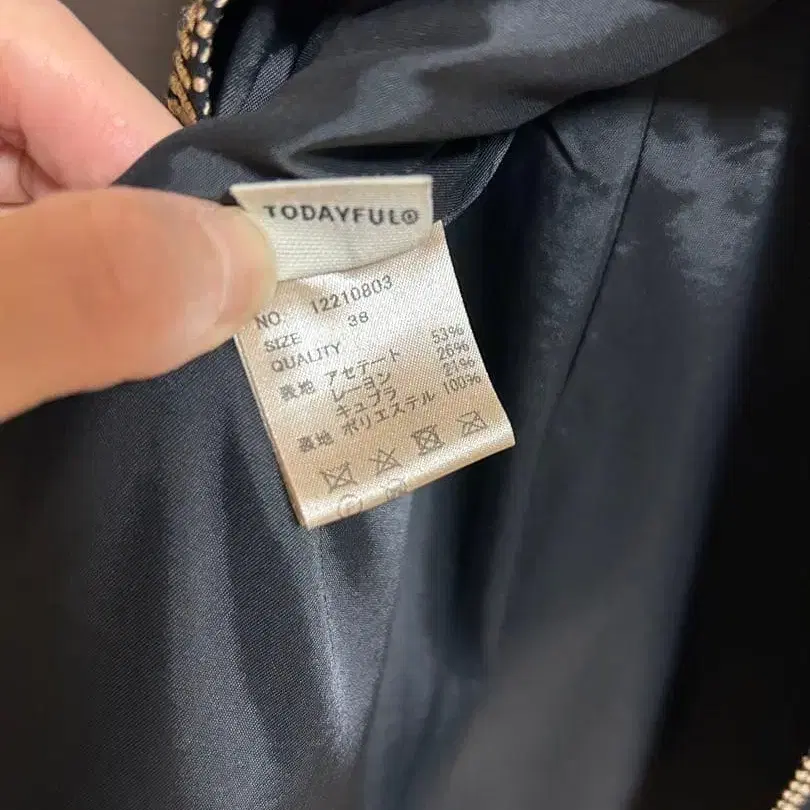 TODAYFUL®
NO. 12210803
SIZE 38
QUALITY
表地 アセテート 53%
レーヨン 26%
キュプラ 21%
裏地 ポリエステル 100%